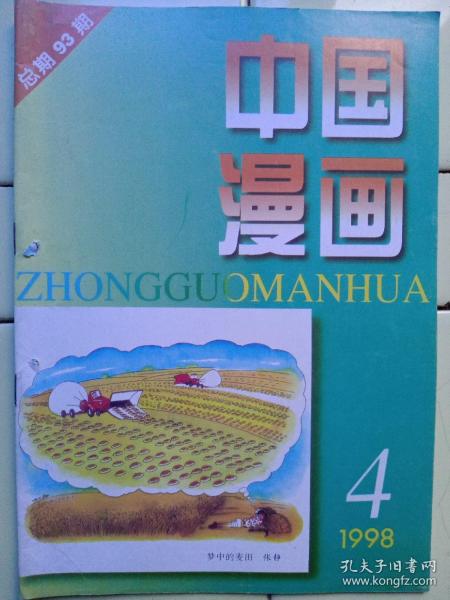 总期93期
中国
漫画
ZHONGGUOMANHUA
梦中的麦田 张静
4
1998
孔夫子旧书网
www.kongfz.com